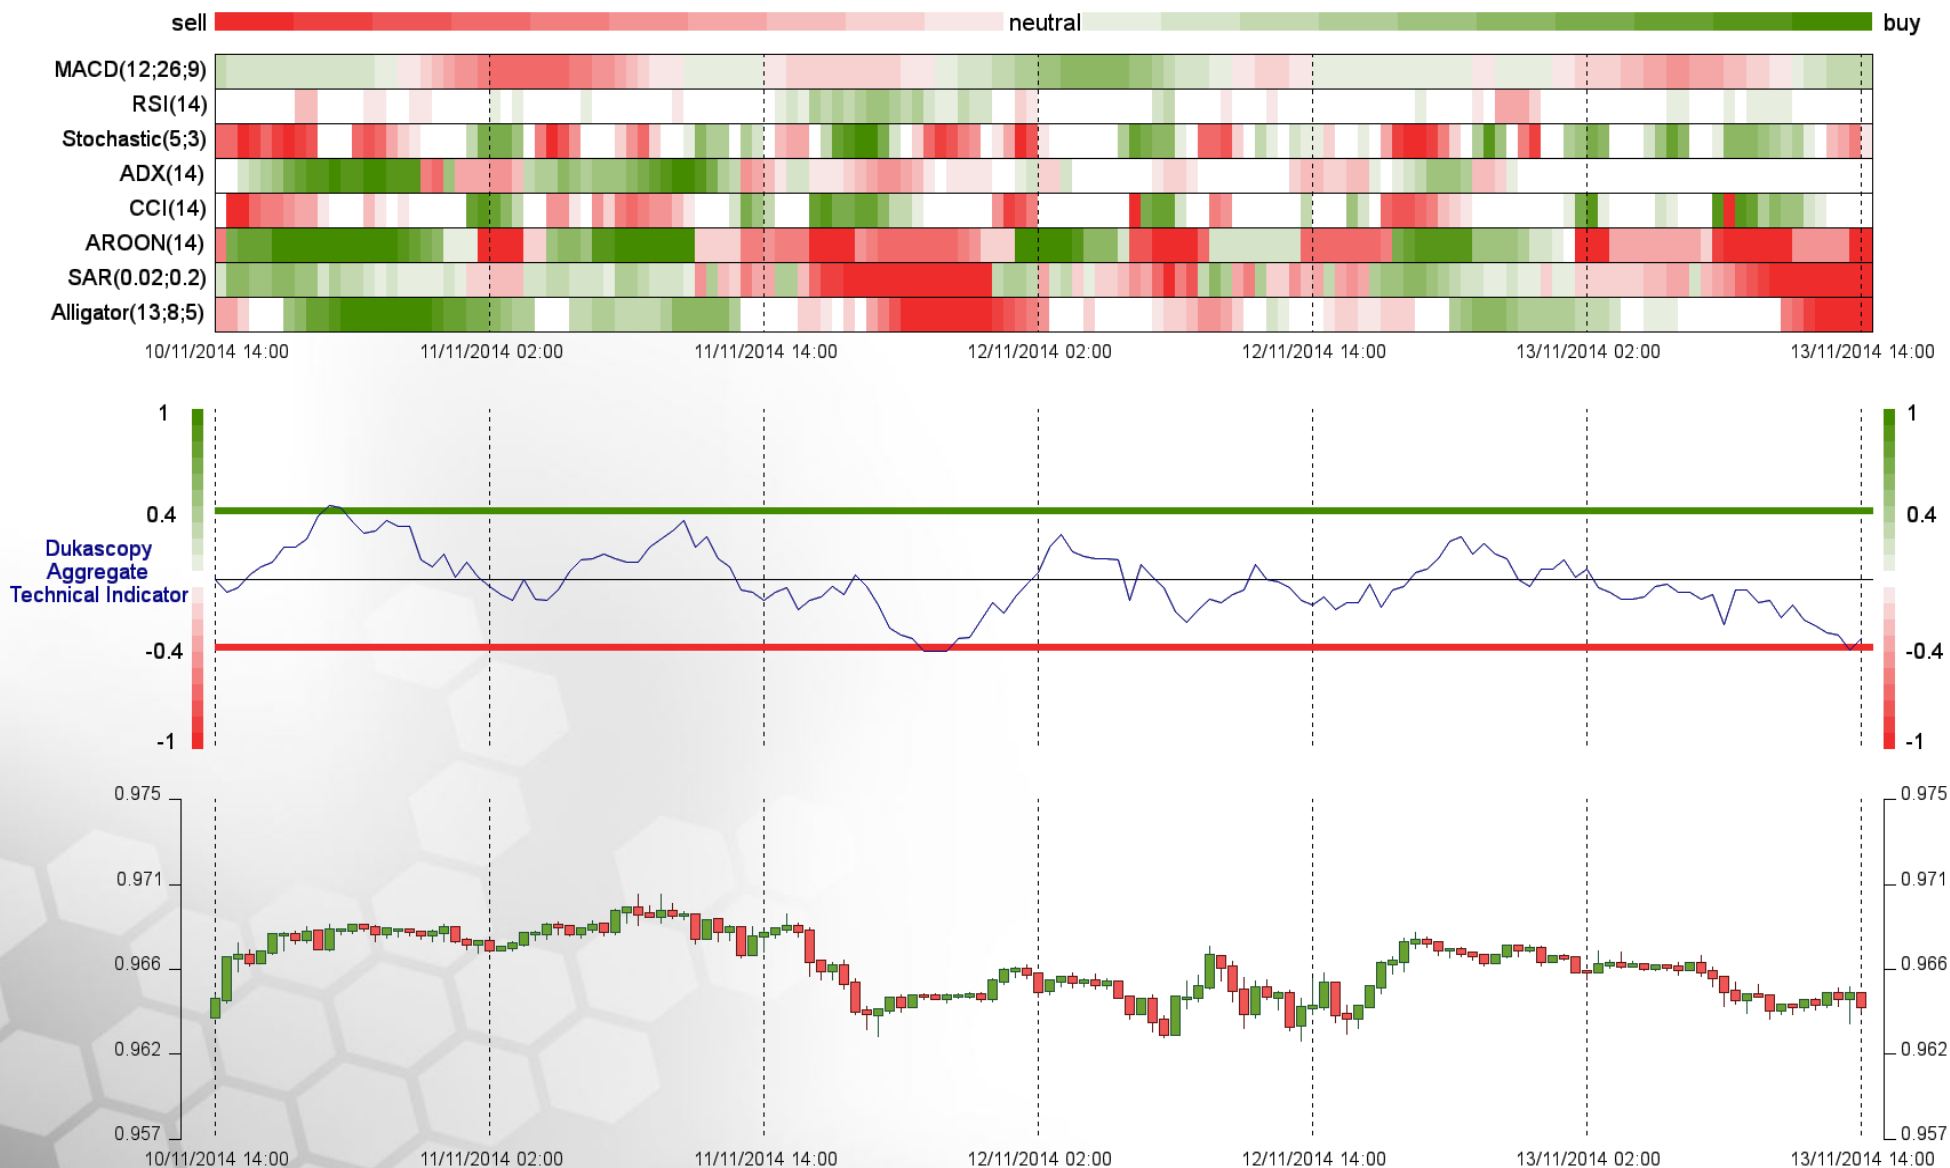 sell neutral buy
MACD(12;26;9)
RSI(14)
Stochastic(5;3)
ADX(14)
CCI(14)
AROON(14)
SAR(0.02;0.2)
Alligator(13;8;5)
10/11/2014 14:00 11/11/2014 02:00 11/11/2014 14:00 12/11/2014 02:00 12/11/2014 14:00 13/11/2014 02:00 13/11/2014 14:00
1 1
0.4 0.4
Dukascopy
Aggregate
Technical Indicator
-0.4 -0.4
-1 -1
0.975 0.975
0.971 0.971
0.966 0.966
0.962 0.962
0.957 0.957
10/11/2014 14:00 11/11/2014 02:00 11/11/2014 14:00 12/11/2014 02:00 12/11/2014 14:00 13/11/2014 02:00 13/11/2014 14:00